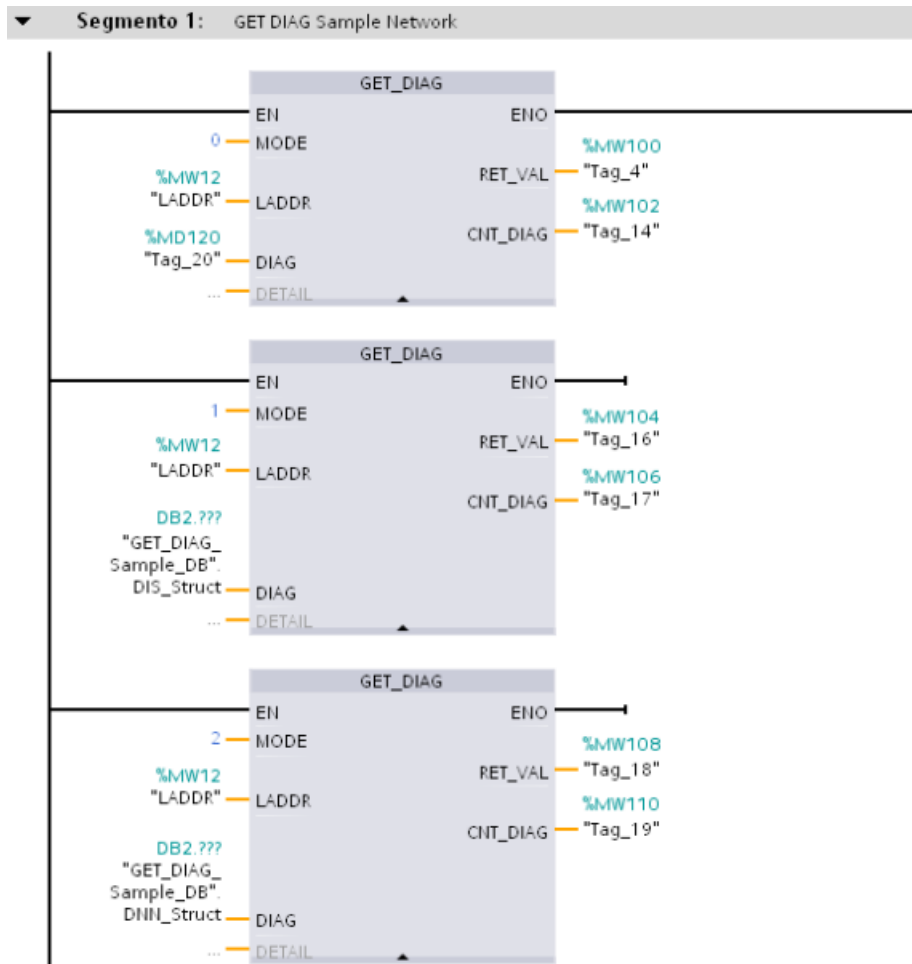 Segmento 1: GET DIAG Sample Network
GET_DIAG
EN ENO
0 MODE
%MW100
RET_VAL "Tag_4"
%MW12
"LADDR" LADDR
%MW102
CNT_DIAG "Tag_14"
%MD120
"Tag_20" DIAG
... DETAIL
GET_DIAG
EN ENO
1 MODE
%MW104
RET_VAL "Tag_16"
%MW12
"LADDR" LADDR
%MW106
CNT_DIAG "Tag_17"
DB2.???
"GET_DIAG_
Sample_DB".
DIS_Struct DIAG
... DETAIL
GET_DIAG
EN ENO
2 MODE
%MW108
RET_VAL "Tag_18"
%MW12
"LADDR" LADDR
%MW110
CNT_DIAG "Tag_19"
DB2.???
"GET_DIAG_
Sample_DB".
DNN_Struct DIAG
... DETAIL